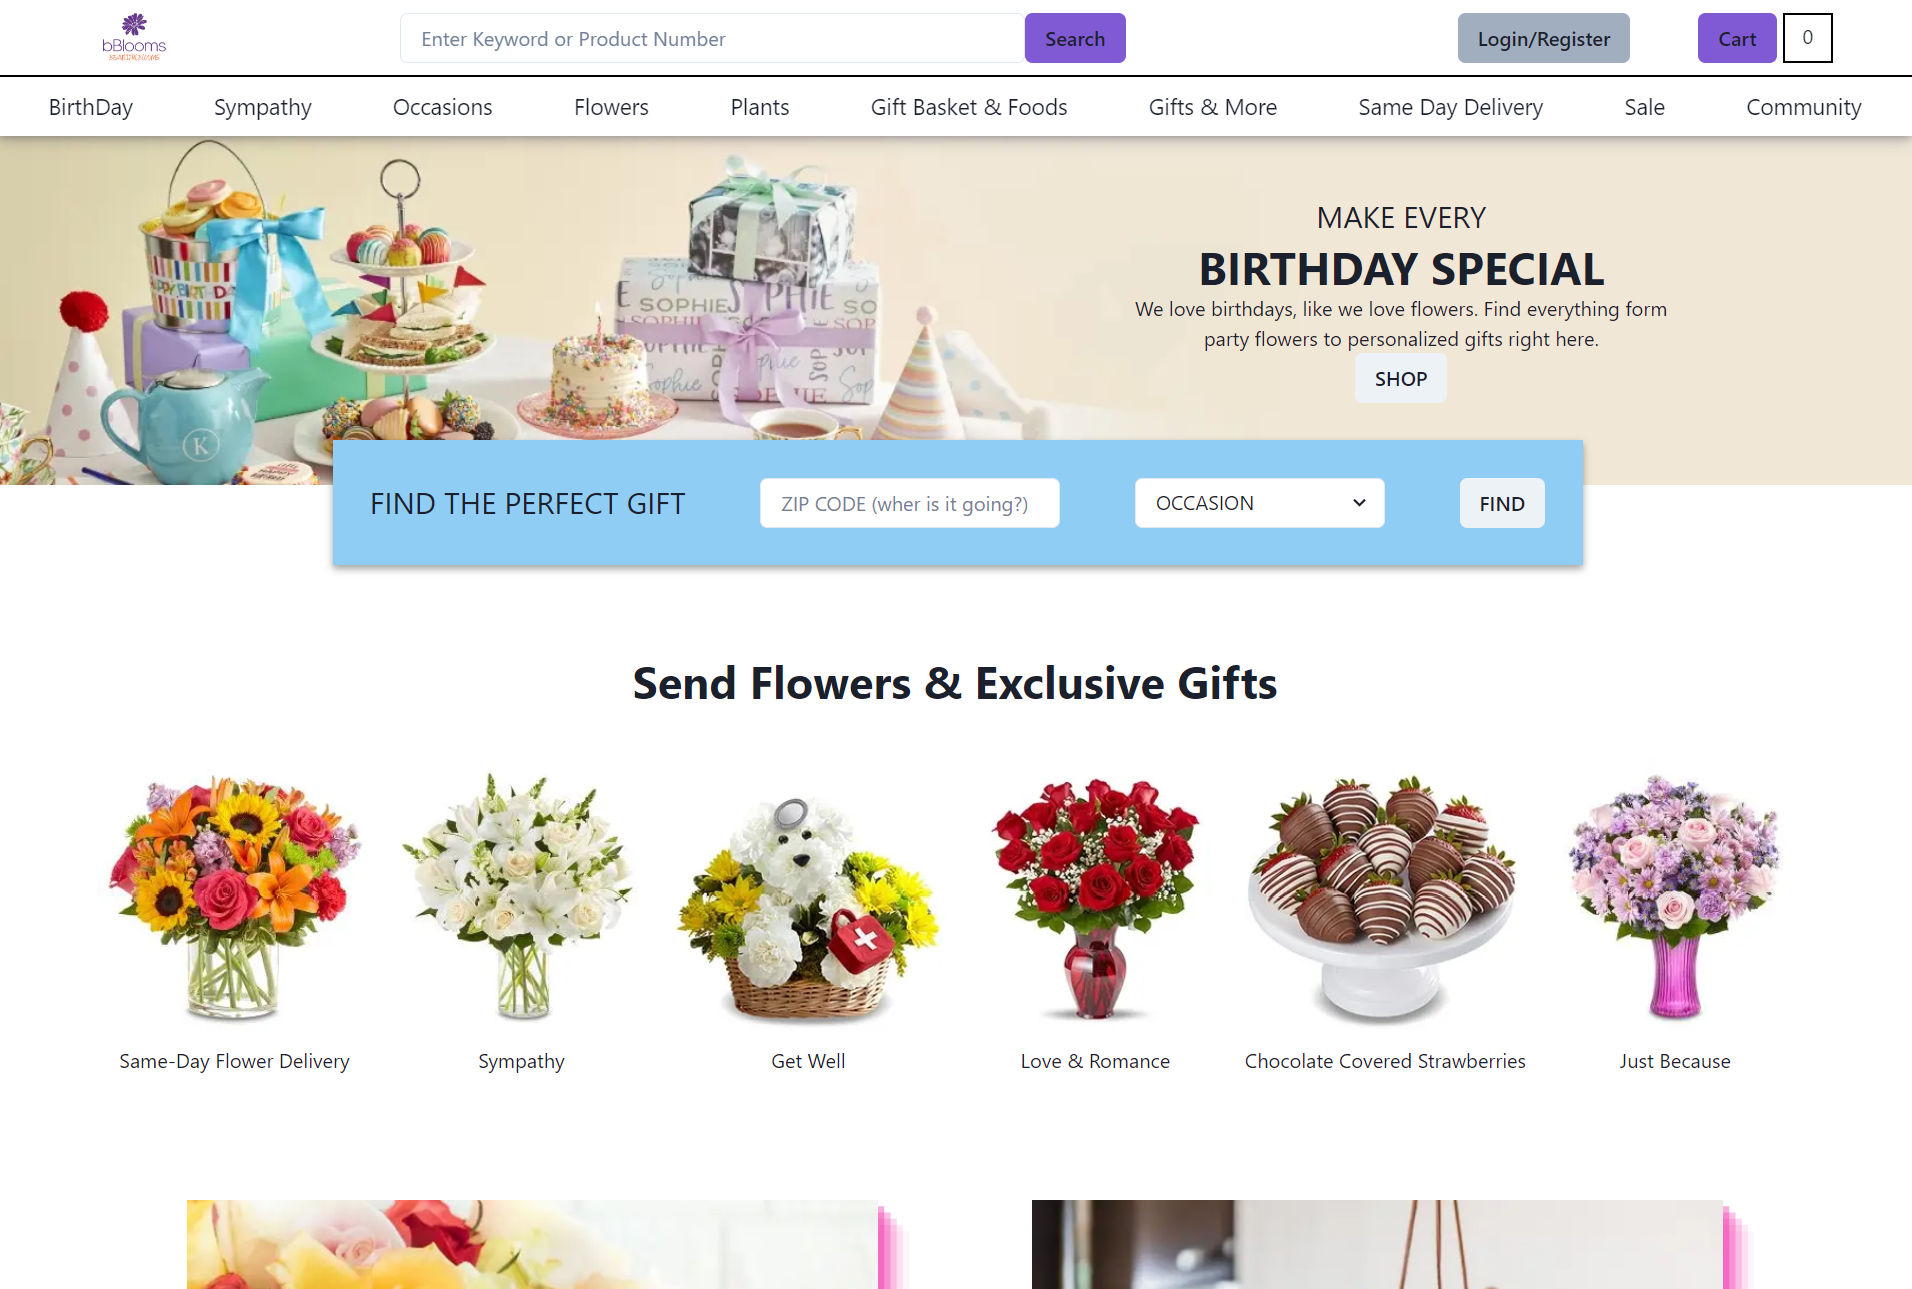 bBlooms
Enter Keyword or Product Number
Search
Login/Register
Cart
0
BirthDay
Sympathy
Occasions
Flowers
Plants
Gift Basket & Foods
Gifts & More
Same Day Delivery
Sale
Community
MAKE EVERY
BIRTHDAY SPECIAL
We love birthdays, like we love flowers. Find everything form
party flowers to personalized gifts right here.
SHOP
SOPHIE
K
FIND THE PERFECT GIFT
ZIP CODE (wher is it going?)
OCCASION
FIND
Send Flowers & Exclusive Gifts
Same-Day Flower Delivery
Sympathy
Get Well
Love & Romance
Chocolate Covered Strawberries
Just Because